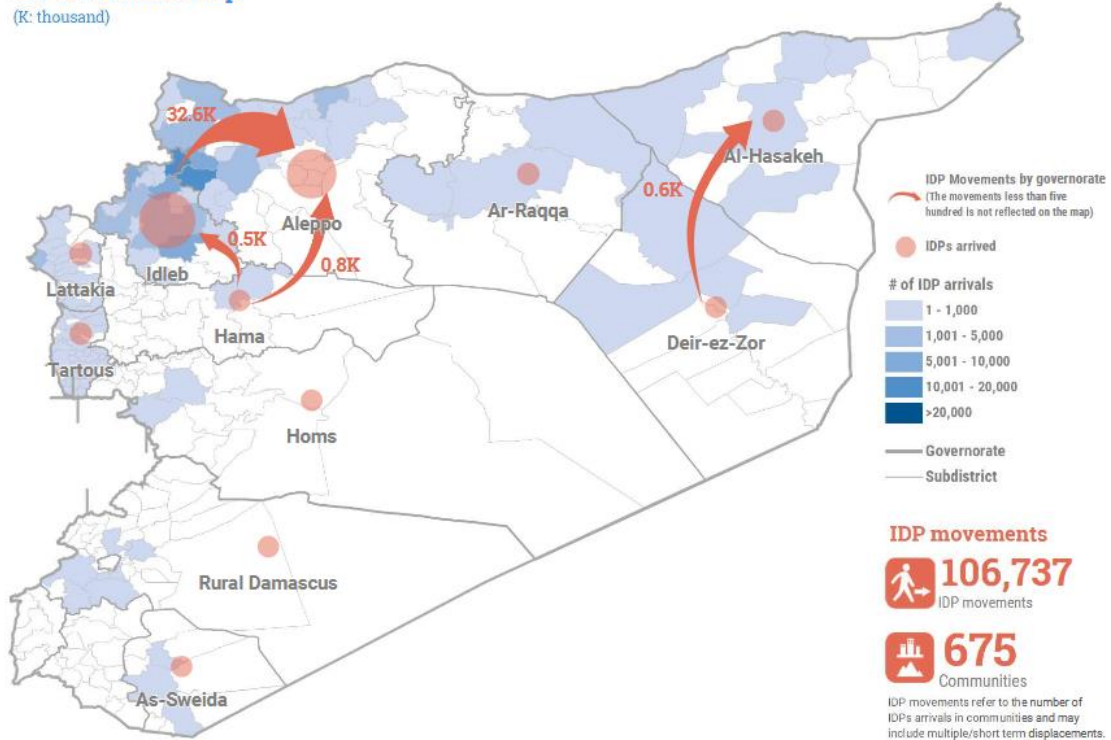 (K: thousand)
32.6K
Al-Hasakeh
0.6K
Ar-Raqqa
Aleppo
0.5K
0.8K
Idleb
Lattakia
Hama
Deir-ez-Zor
Tartous
Homs
Rural Damascus
As-Sweida
IDP Movements by governorate
(The movements less than five
hundred is not reflected on the map)
IDPs arrived
# of IDP arrivals
1 - 1,000
1,001 - 5,000
5,001 - 10,000
10,001 - 20,000
>20,000
Governorate
Subdistrict
IDP movements
106,737
IDP movements
675
Communities
IDP movements refer to the number of
IDPs arrivals in communities and may
include multiple/short term displacements.